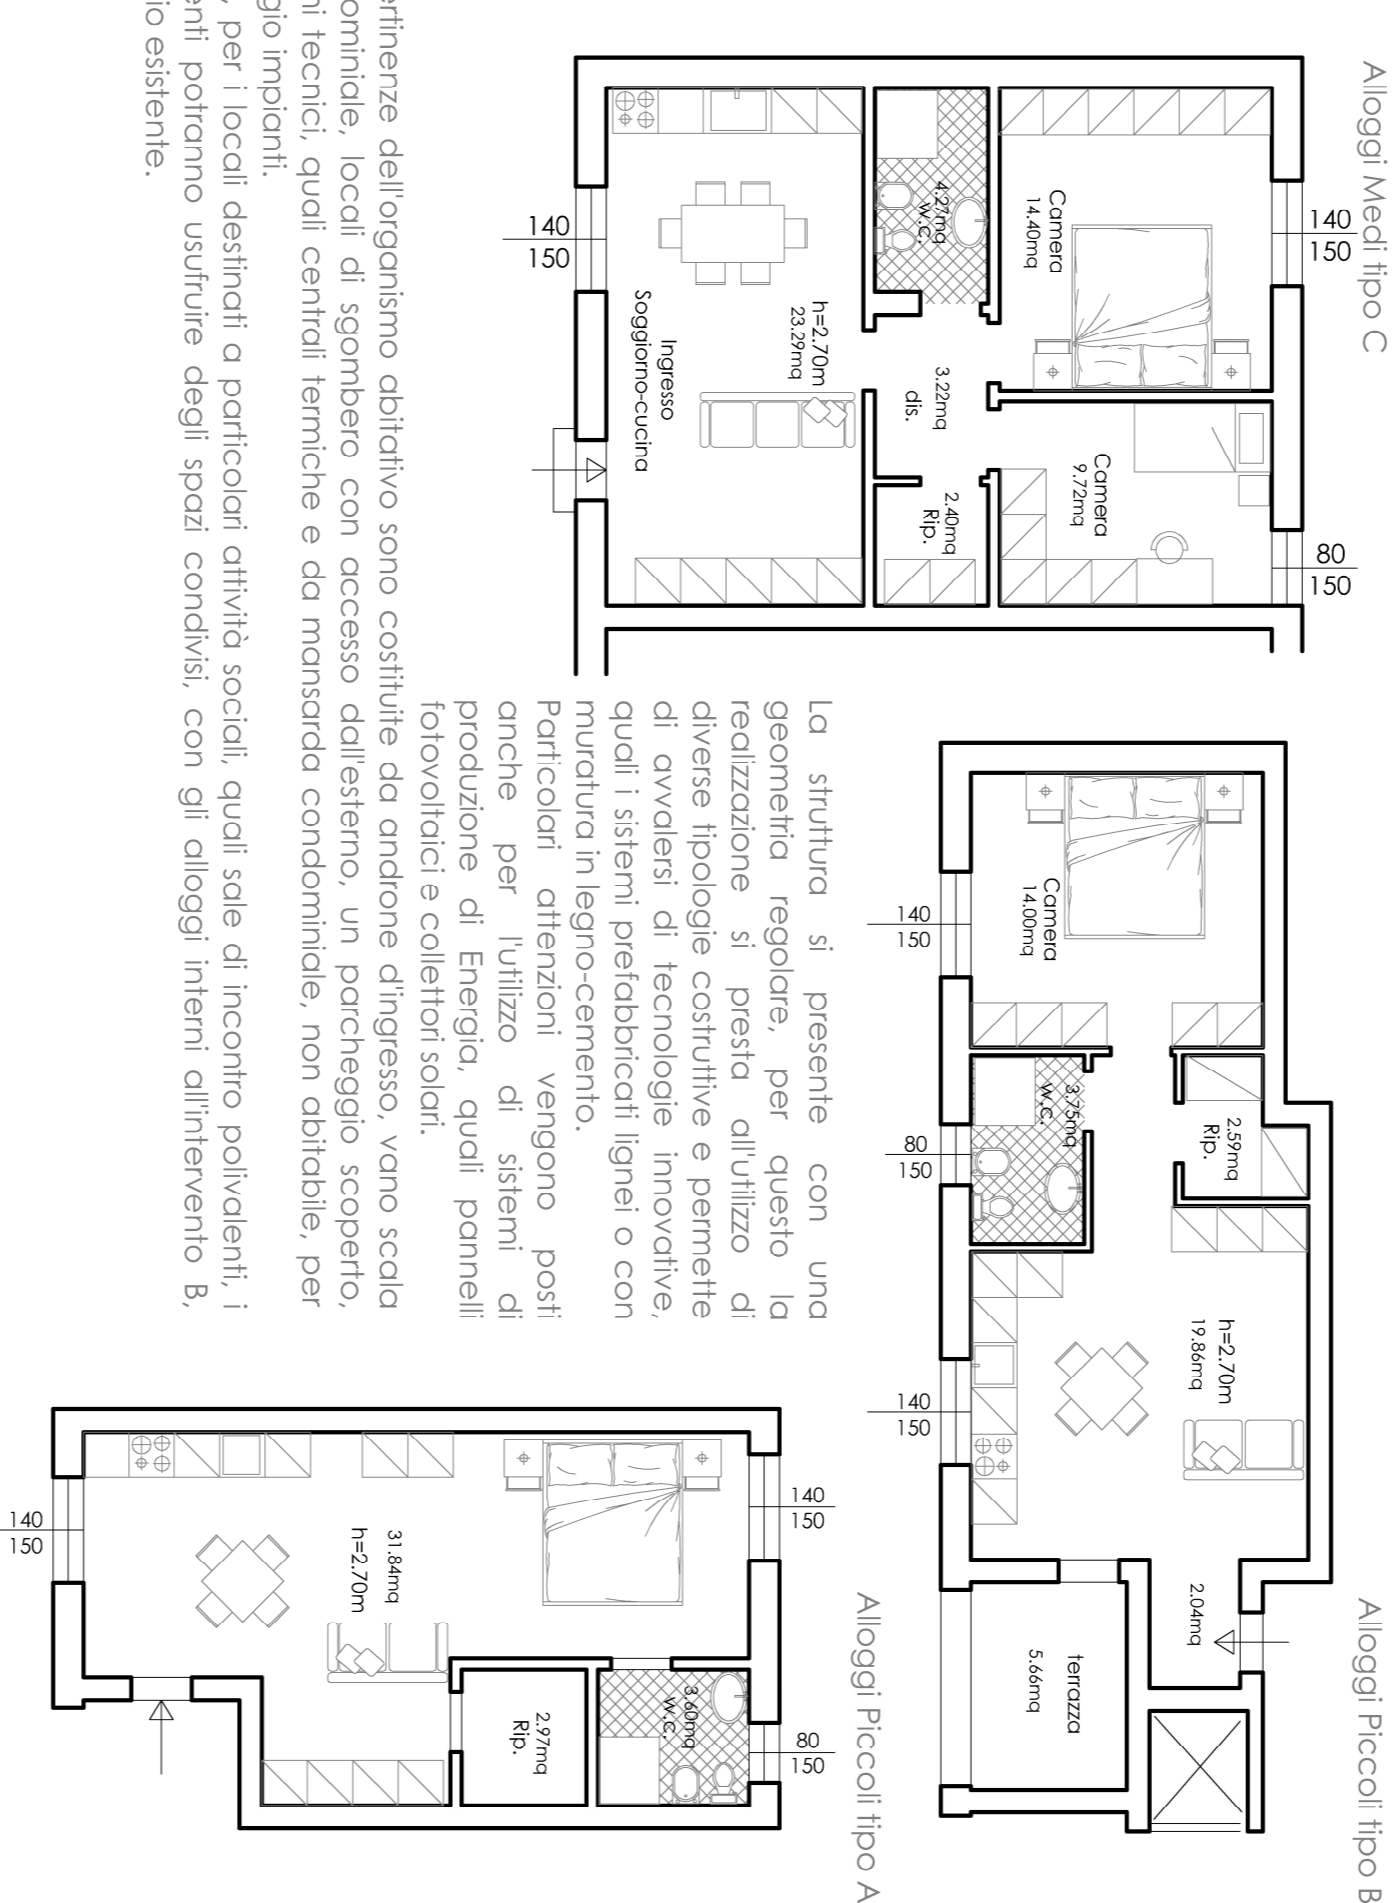 Alloggi Medi tipo C
140
150
80
150
Camera
14.40mq
Camera
9.72mq
4.27mq
w.c.
3.22mq
dis.
2.40mq
Rip.
h=2.70m
23.29mq
Ingresso
Soggiorno-cucina
140
150
Alloggi Piccoli tipo B
2.59mq
Rip.
h=2.70m
19.86mq
2.04mq
Camera
14.00mq
3.75mq
w.c.
terrazza
5.66mq
140
150
80
150
140
150
La struttura si presente con una
geometria regolare, per questo la
realizzazione si presta all'utilizzo di
diverse tipologie costruttive e permette
di avvalersi di tecnologie innovative,
quali i sistemi prefabbricati lignei o con
muratura in legno-cemento.
Particolari attenzioni vengono posti
anche per l'utilizzo di sistemi di
produzione di Energia, quali pannelli
fotovoltaici e collettori solari.
ertinenze dell'organismo abitativo sono costituite da androne d'ingresso, vano scala
ominiale, locali di sgombero con accesso dall'esterno, un parcheggio scoperto,
ni tecnici, quali centrali termiche e da mansarda condominiale, non abitabile, per
gio impianti.
, per i locali destinati a particolari attività sociali, quali sale di incontro polivalenti, i
enti potranno usufruire degli spazi condivisi, con gli alloggi interni all'intervento B,
io esistente.
Alloggi Piccoli tipo A
140
150
80
150
3.60mq
w.c.
2.97mq
Rip.
31.84mq
h=2.70m
140
150